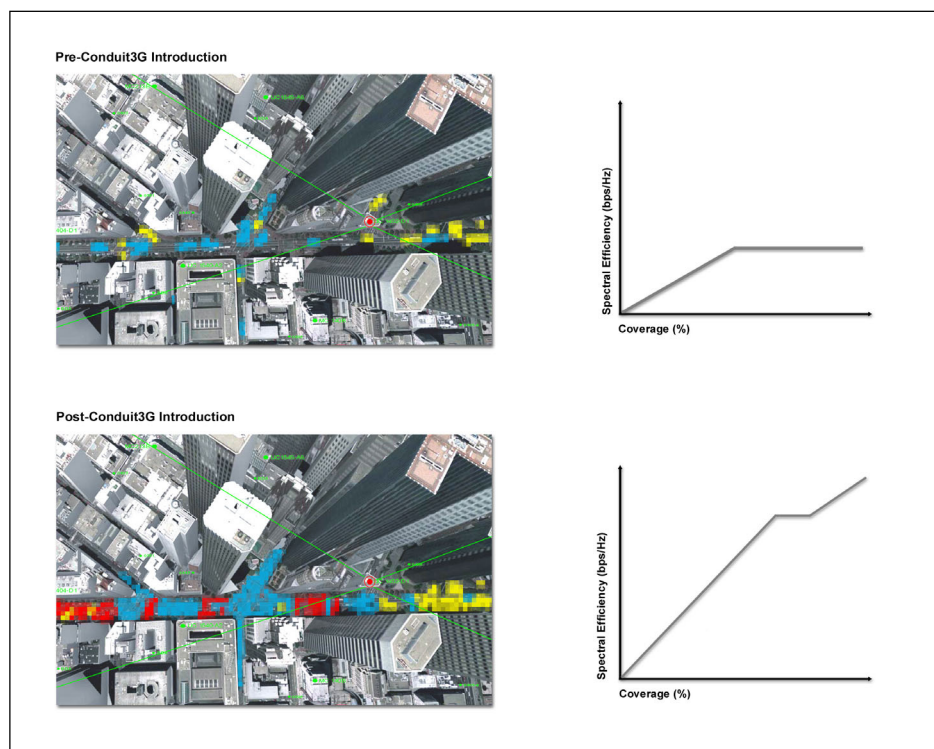 Pre-Conduit3G Introduction
Spectral Efficiency (bps/Hz)
Coverage (%)
Post-Conduit3G Introduction
Spectral Efficiency (bps/Hz)
Coverage (%)